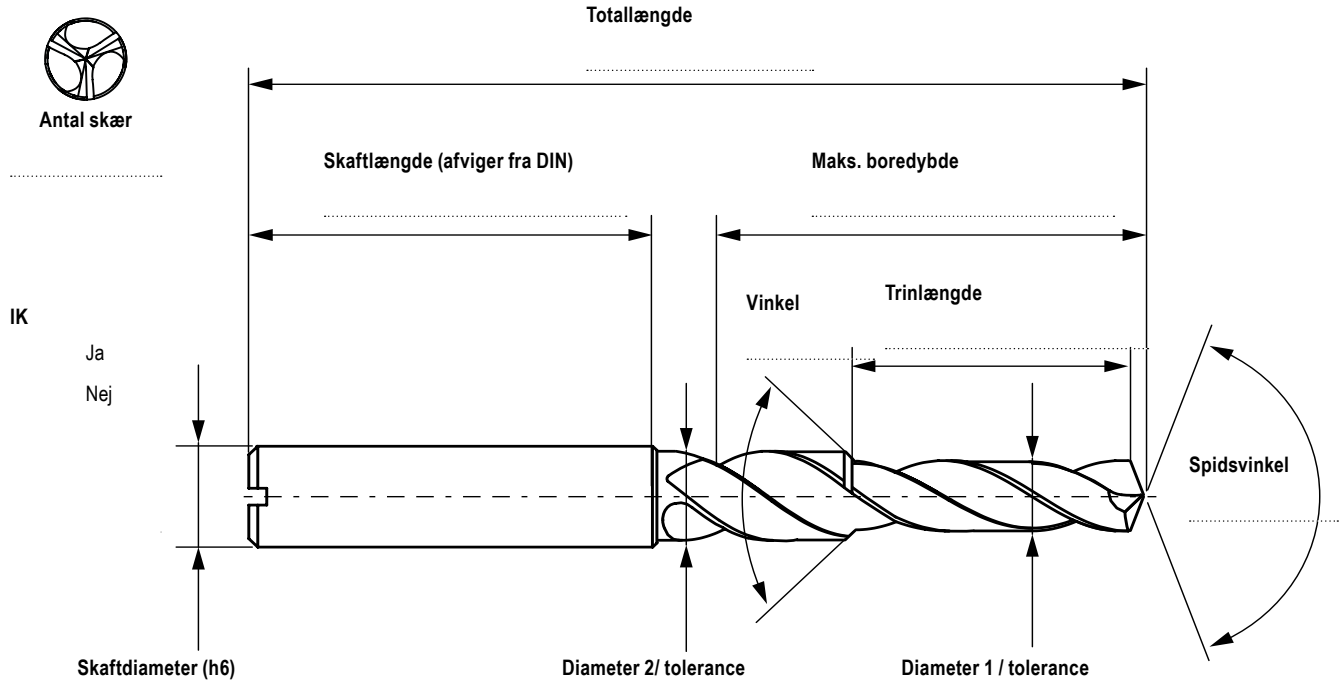 Totallængde
Antal skær
Skaftlængde (afviger fra DIN)
Maks. boredybde
Vinkel
Trinlængde
IK
Ja
Nej
Spidsvinkel
Skaftdiameter (h6)
Diameter 2/ tolerance
Diameter 1 / tolerance